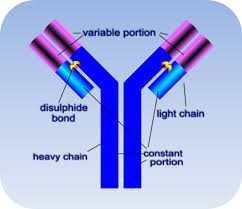 variable portion
disulphide
bond
light chain
heavy chain
constant
portion